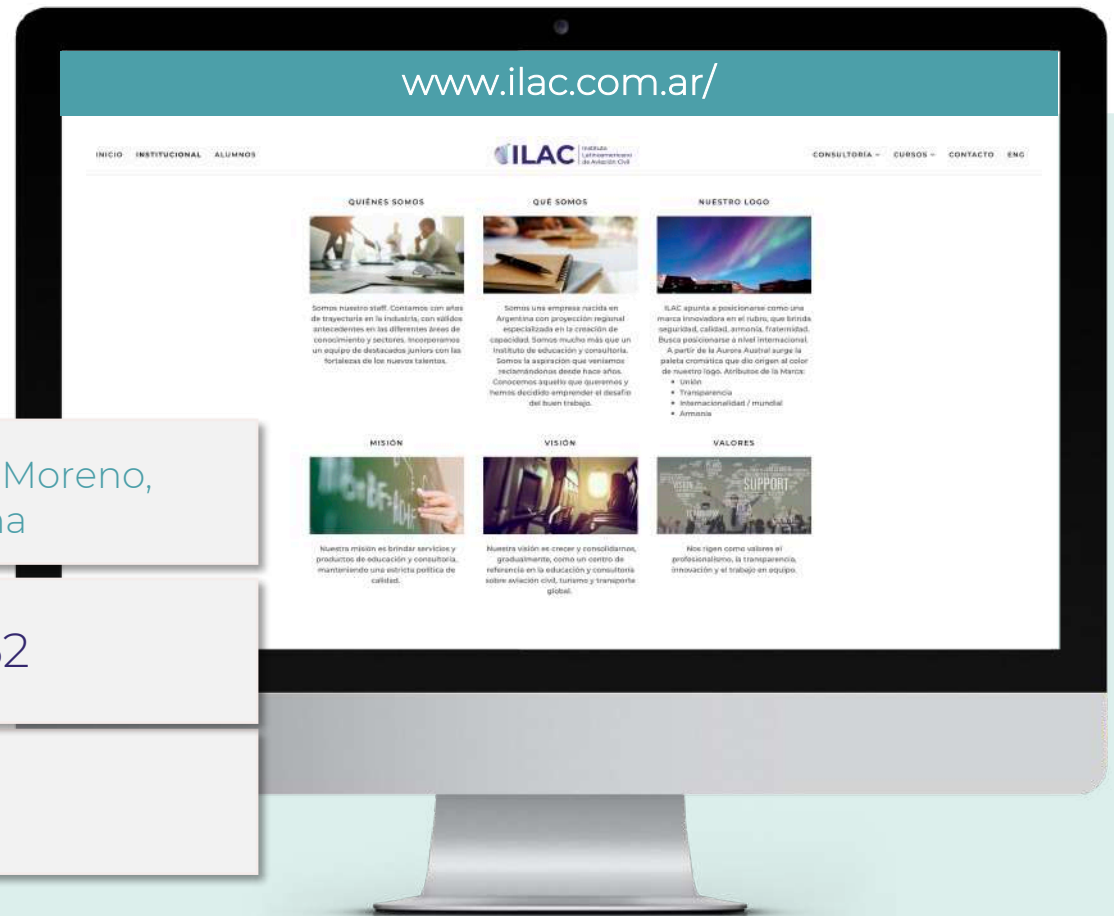 www.ilac.com.ar/
INICIO INSTITUCIONAL ALUMNOS
ILAC Instituto
Latinoamericano
de Aviación Civil
CONSULTORÍA CURSOS CONTACTO ENG
QUIÉNES SOMOS
Somos nuestro staff. Contamos con años
de trayectoria en la industria, con sólidos
antecedentes en las diferentes áreas de
conocimiento y sectores. Incorporamos
un equipo de destacados juniors con las
fortalezas de los nuevos talentos.
QUÉ SOMOS
Somos una empresa nacida en
Argentina con proyección regional
especializada en la creación de
capacidad. Somos mucho más que un
Instituto de educación y consultoría.
Somos la aspiración que veníamos
reclamándonos desde hace años.
Conocemos aquello que queremos y
hemos decidido emprender el desafío
del buen trabajo.
NUESTRO LOGO
ILAC apunta a posicionarse como una
marca innovadora en el rubro, que brinda
seguridad, calidad, armonía, fraternidad.
Busca posicionarse a nivel internacional.
A partir de la Aurora Austral surge la
paleta cromática que dio origen al color
de nuestro logo. Atributos de la Marca:
• Unión
• Transparencia
• Internacionalidad / mundial
• Armonía
MISIÓN
Nuestra misión es brindar servicios y
productos de educación y consultoría,
manteniendo una estricta política de
calidad.
VISIÓN
Nuestra visión es crecer y consolidarnos,
gradualmente, como un centro de
referencia en la educación y consultoría
sobre aviación civil, turismo y transporte
global.
VALORES
VISION
SUPPORT
Nos rigen como valores el
profesionalismo, la transparencia,
innovación y el trabajo en equipo.
Moreno,
na
62